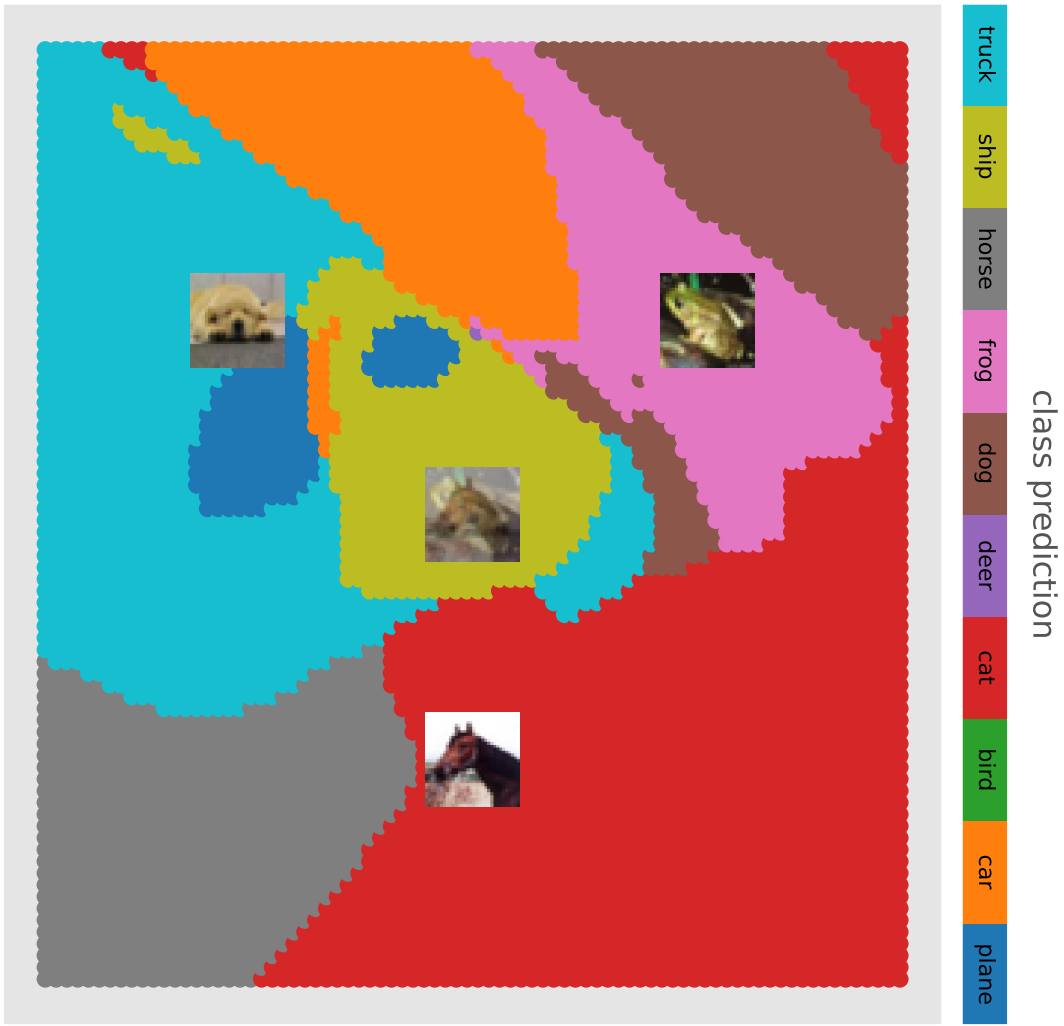 truck
ship
horse
frog
dog
deer
cat
bird
car
plane
class prediction